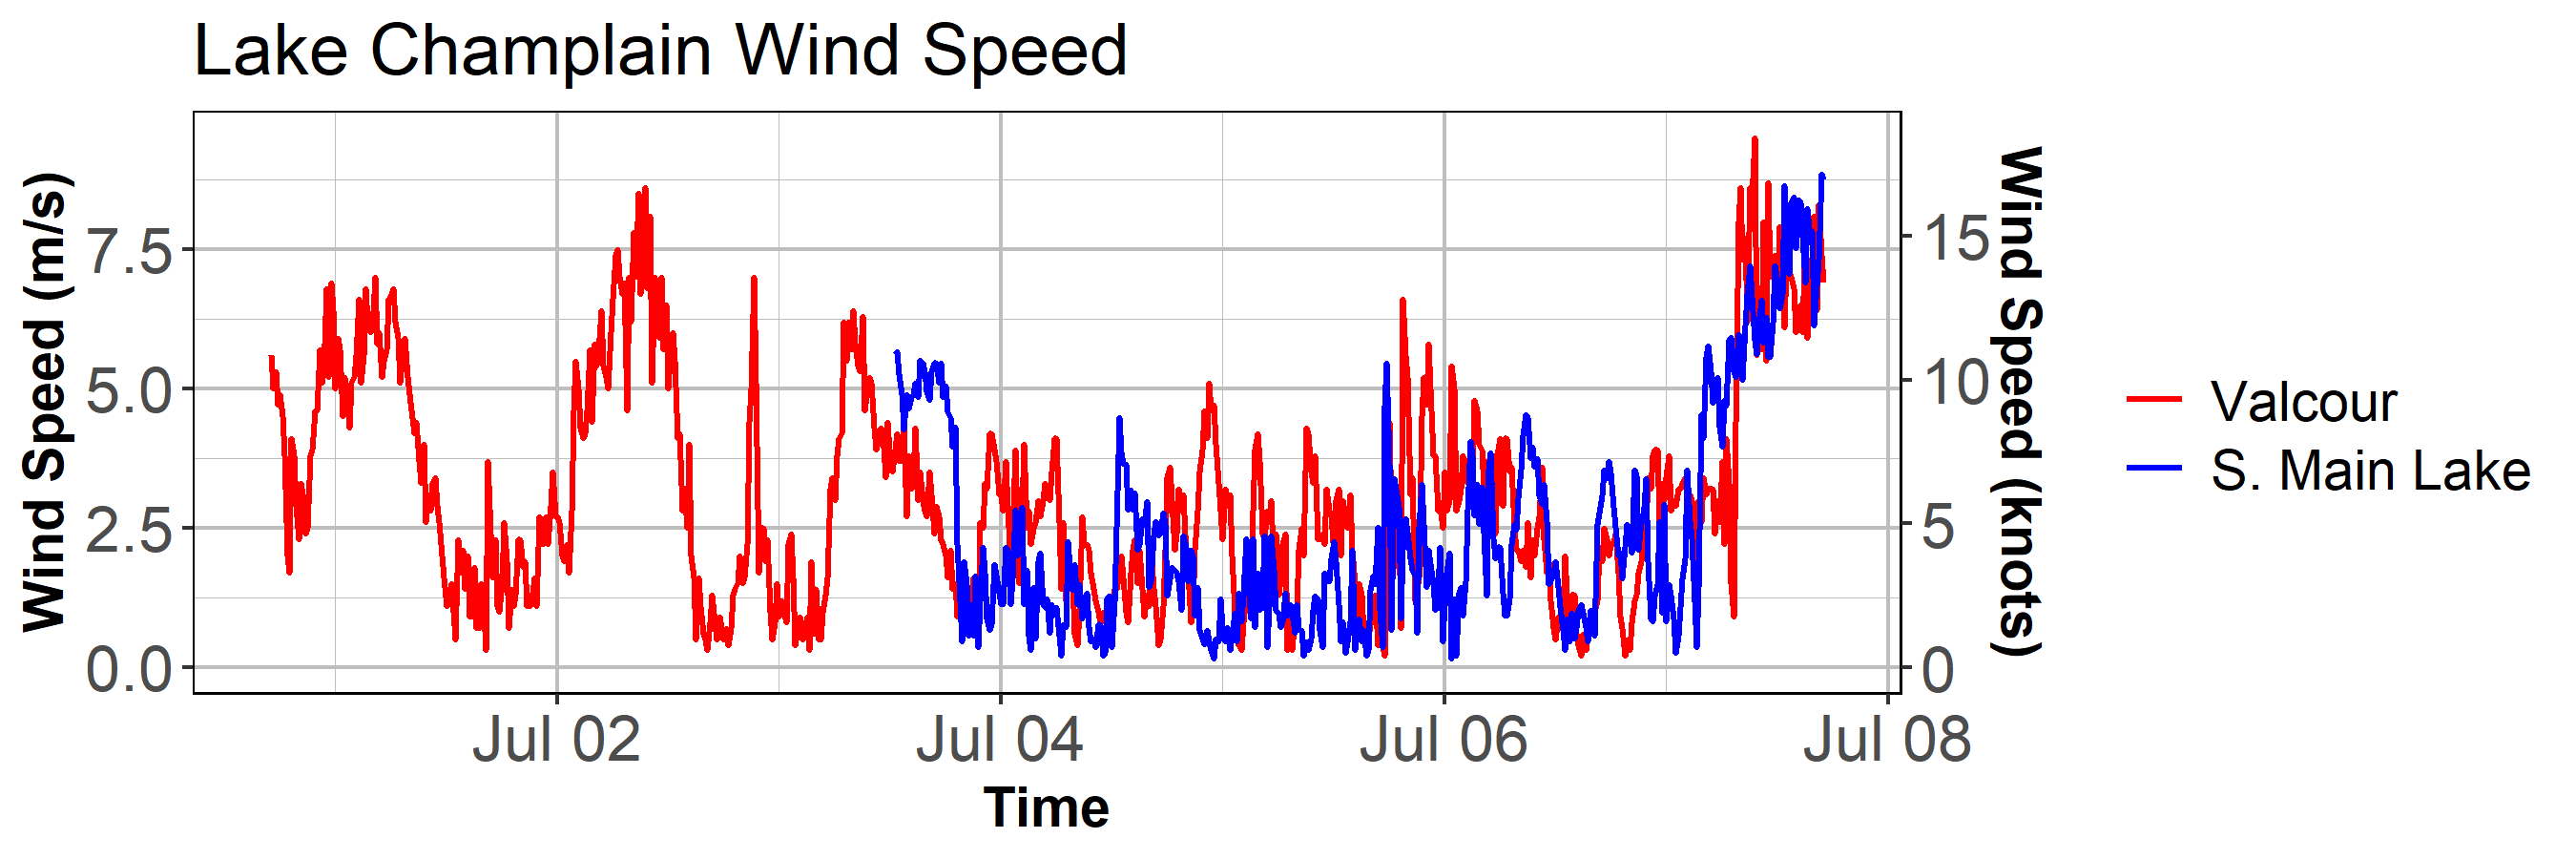 Lake Champlain Wind Speed
Wind Speed (m/s)
7.5
5.0
2.5
0.0
15
10
5
0
Wind Speed (knots)
Jul 02
Jul 04
Jul 06
Jul 08
Time
Valcour
S. Main Lake